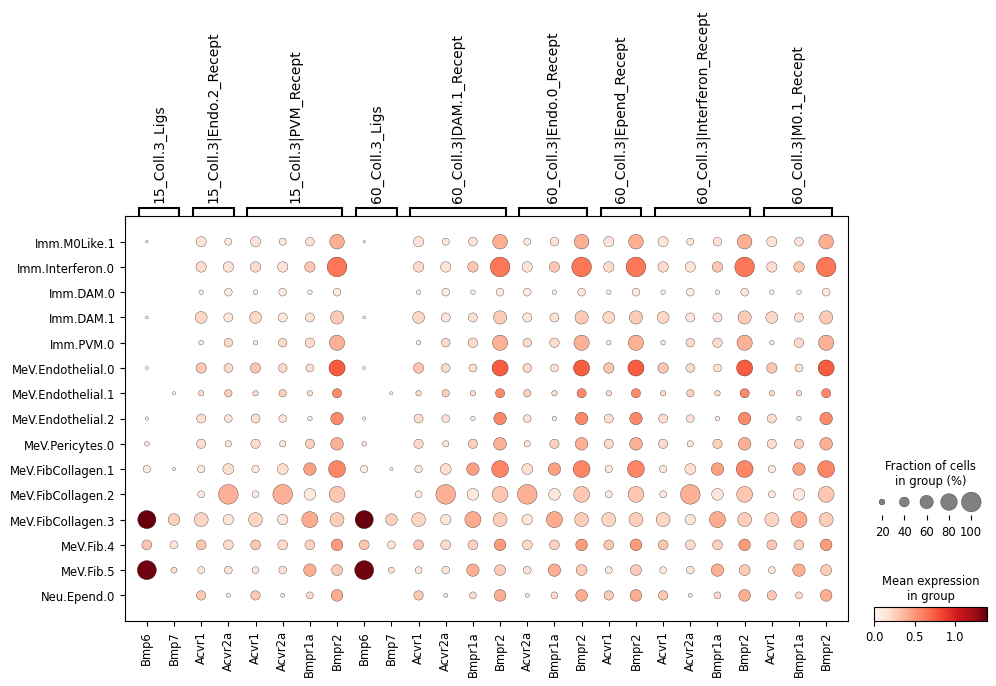 15_Coll.3_Ligs
15_Coll.3|Endo.2_Recept
15_Coll.3|PVM_Recept
60_Coll.3_Ligs
60_Coll.3|DAM.1_Recept
60_Coll.3|Endo.0_Recept
60_Coll.3|Epend_Recept
60_Coll.3|Interferon_Recept
60_Coll.3|M0.1_Recept
Imm.M0Like.1
Imm.Interferon.0
Imm.DAM.0
Imm.DAM.1
Imm.PVM.0
MeV.Endothelial.0
MeV.Endothelial.1
MeV.Endothelial.2
MeV.Pericytes.0
MeV.FibCollagen.1
MeV.FibCollagen.2
MeV.FibCollagen.3
MeV.Fib.4
MeV.Fib.5
Neu.Epend.0
Bmp6
Bmp7
Acvr1
Acvr2a
Acvr1
Acvr2a
Bmpr1a
Bmpr2
Bmp6
Bmp7
Acvr1
Acvr2a
Bmpr1a
Bmpr2
Acvr2a
Bmpr1a
Bmpr2
Acvr1
Bmpr2
Acvr1
Acvr2a
Bmpr1a
Bmpr2
Acvr1
Bmpr1a
Bmpr2
Fraction of cells
in group (%)
20 40 60 80 100
Mean expression
in group
0.0 0.5 1.0